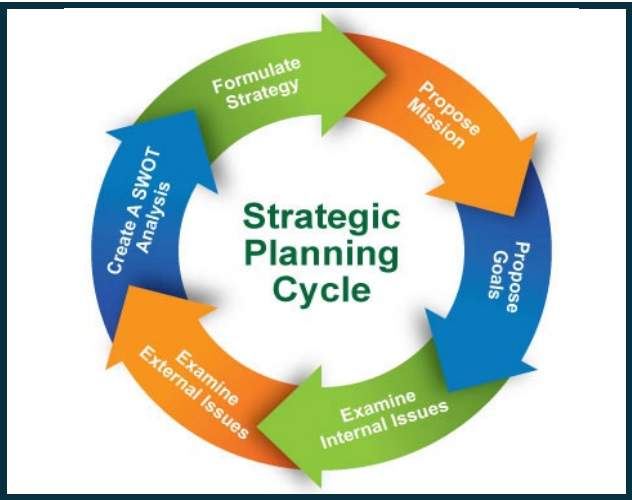 Formulate
Strategy
Propose
Mission
Propose
Goals
Examine
Internal Issues
Examine
External Issues
Create A SWOT
Analysis
Strategic
Planning
Cycle